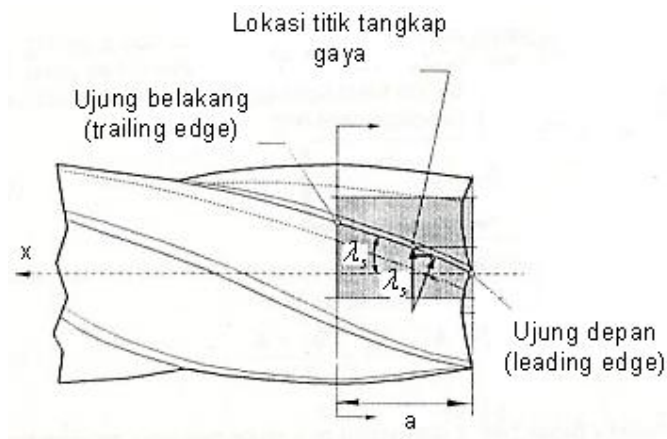 Lokasi titik tangkap
gaya
Ujung belakang
(trailing edge)
x
λs
λs
Ujung depan
(leading edge)
a